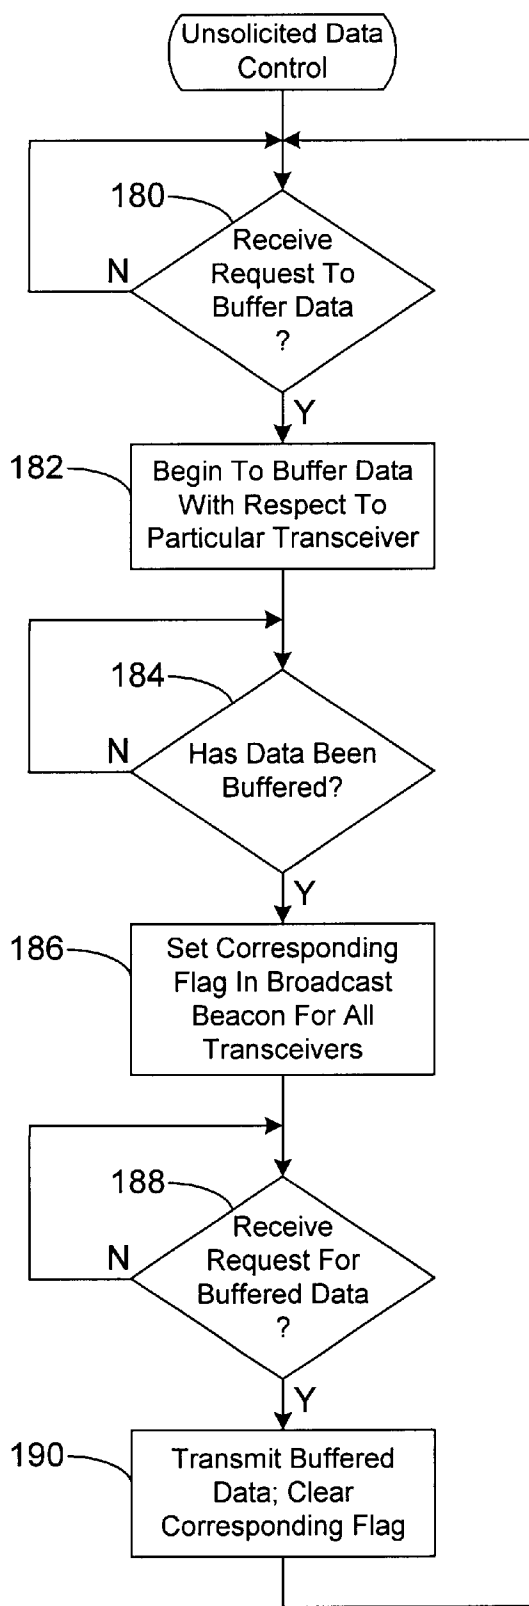 Unsolicited Data
Control
180
Receive
Request To
Buffer Data
?
N
Y
182
Begin To Buffer Data
With Respect To
Particular Transceiver
184
Has Data Been
Buffered?
N
Y
186
Set Corresponding
Flag In Broadcast
Beacon For All
Transceivers
188
Receive
Request For
Buffered Data
?
N
Y
190
Transmit Buffered
Data; Clear
Corresponding Flag